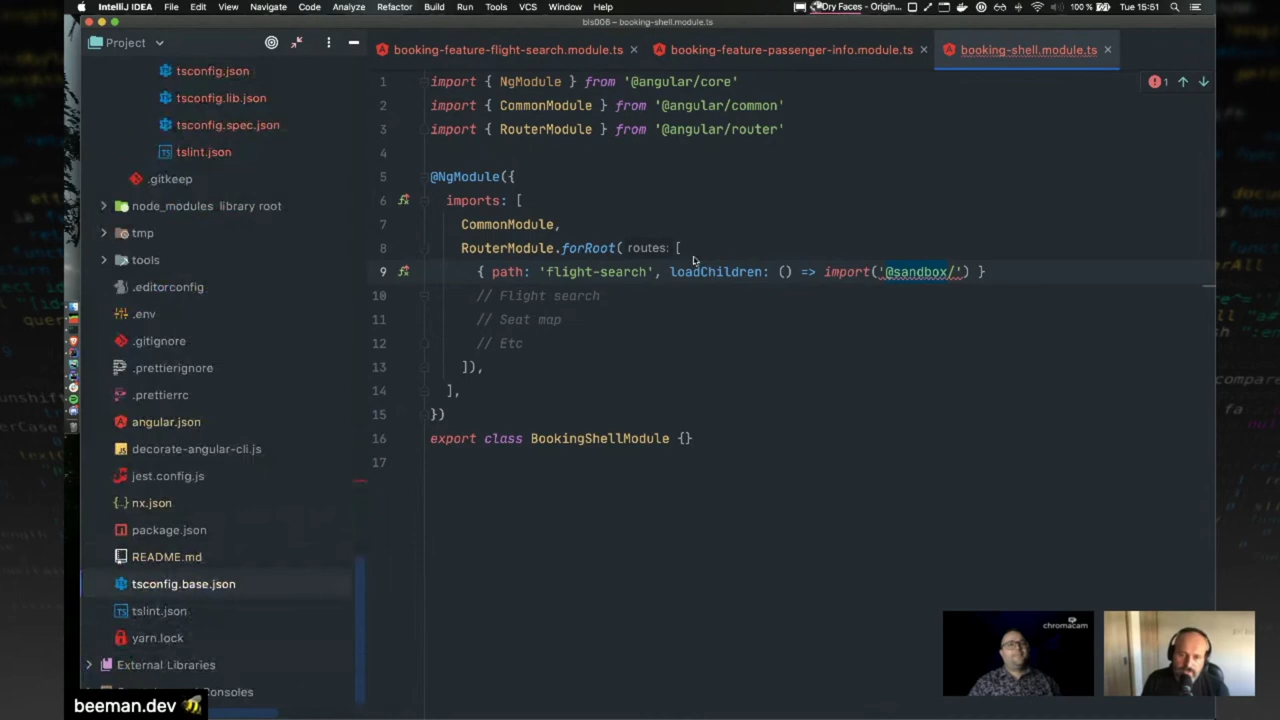 IntelliJ IDEA File Edit View Navigate Code Analyze Refactor Build Run Tools VCS Window Help Dry Faces - Origin... 100 % Tue 15:51
bls006 – booking-shell.module.ts
Project
booking-feature-flight-search.module.ts
booking-feature-passenger-info.module.ts
booking-shell.module.ts
tsconfig.json
tsconfig.lib.json
tsconfig.spec.json
tslint.json
.gitkeep
node_modules library root
tmp
tools
.editorconfig
.env
.gitignore
.prettierignore
.prettierrc
angular.json
decorate-angular-cli.js
jest.config.js
nx.json
package.json
README.md
tsconfig.base.json
tslint.json
yarn.lock
External Libraries
Consoles
1 import { NgModule } from '@angular/core'
2 import { CommonModule } from '@angular/common'
3 import { RouterModule } from '@angular/router'
4
5 @NgModule({
6 imports: [
7 CommonModule,
8 RouterModule.forRoot( routes: [
9 { path: 'flight-search', loadChildren: () => import('@sandbox/') }
10 // Flight search
11 // Seat map
12 // Etc
13 ]),
14 ],
15 })
16 export class BookingShellModule {}
17
1
chromacam
beeman.dev